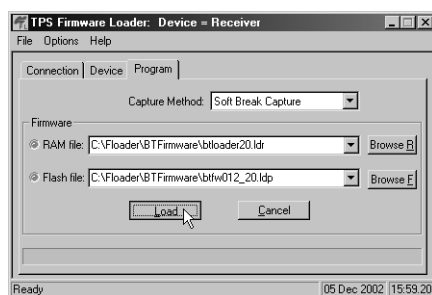 TPS Firmware Loader: Device = Receiver
File Options Help
Connection Device Program
Capture Method: Soft Break Capture
Firmware
RAM file: C:\Floader\BTFirmware\btloader20.ldr Browse R
Flash file: C:\Floader\BTFirmware\btfw012_20.ldp Browse F
Load Cancel
Ready 05 Dec 2002 15:59.20